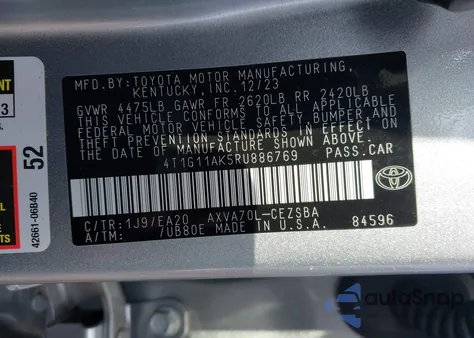 MFD.BY:TOYOTA MOTOR MANUFACTURING,
KENTUCKY, INC. 12/23
GVWR 4475LB GAWR FR 2620LB RR 2420LB
THIS VEHICLE CONFORMS TO ALL APPLICABLE
FEDERAL MOTOR VEHICLE SAFETY, BUMPER, AND
THEFT PREVENTION STANDARDS IN EFFECT ON
THE DATE OF MANUFACTURE SHOWN ABOVE.
4T1G11AK5RU886769 PASS.CAR
C/TR:1J9/EA20 AXVA70L-CEZSBA
A/TM: /UB80E MADE IN U.S.A. 84596
TOYOTA
52
42661-06B40
AutoSnap